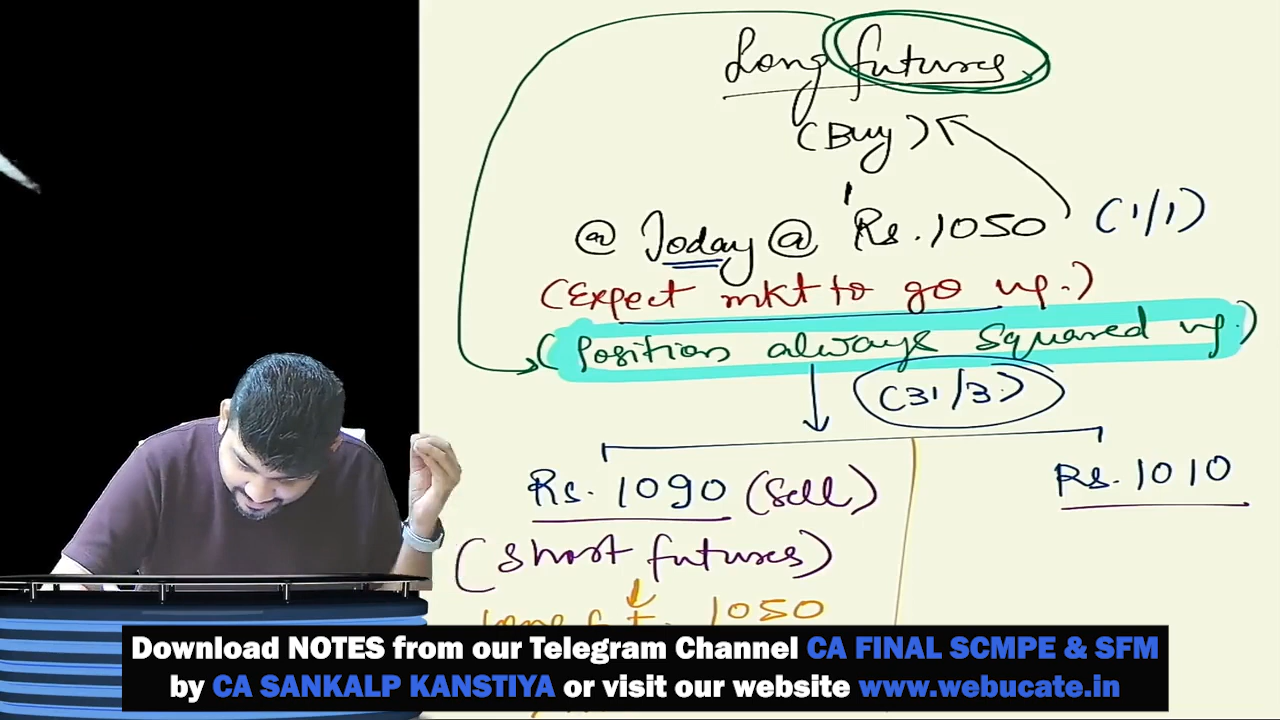 Long futures
(Buy)
@ Today @ Rs. 1050 (1/1)
(Expect mkt to go up.)
(Position always squared up.)
(31/3)
Rs. 1090 (Sell)
Rs. 1010
(Short futures)
1050
Download NOTES from our Telegram Channel CA FINAL SCMPE & SFM
by CA SANKALP KANSTIYA or visit our website www.webucate.in